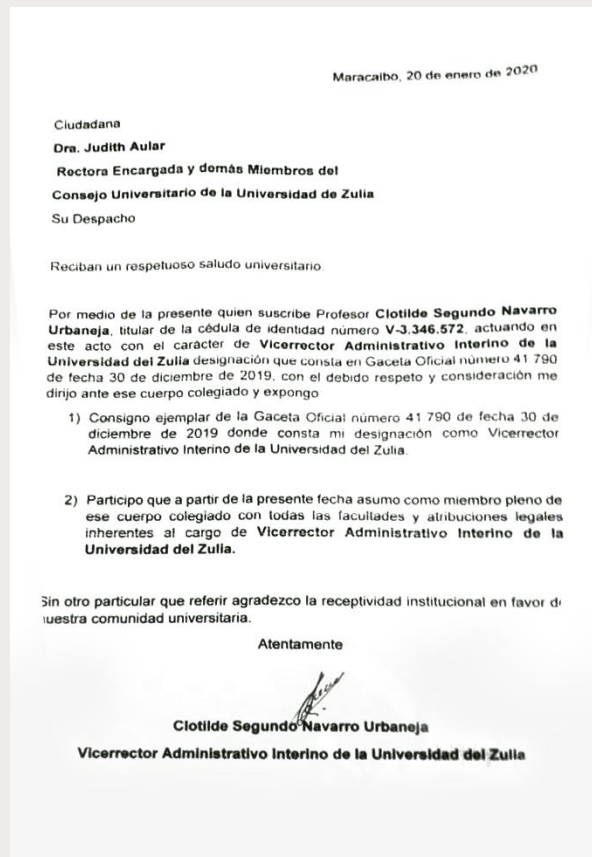 Maracaibo, 20 de enero de 2020
Ciudadana
Dra. Judith Aular
Rectora Encargada y demás Miembros del
Consejo Universitario de la Universidad de Zulia
Su Despacho
Reciban un respetuoso saludo universitario
Por medio de la presente quien suscribe Profesor Clotilde Segundo Navarro
Urbaneja, titular de la cédula de identidad número V-3.346.572, actuando en
este acto con el carácter de Vicerrector Administrativo Interino de la
Universidad del Zulia designación que consta en Gaceta Oficial número 41 790
de fecha 30 de diciembre de 2019, con el debido respeto y consideración me
dirijo ante ese cuerpo colegiado y expongo
1) Consigno ejemplar de la Gaceta Oficial número 41 790 de fecha 30 de
diciembre de 2019 donde consta mi designación como Vicerrector
Administrativo Interino de la Universidad del Zulia.
2) Participo que a partir de la presente fecha asumo como miembro pleno de
ese cuerpo colegiado con todas las facultades y atribuciones legales
inherentes al cargo de Vicerrector Administrativo Interino de la
Universidad del Zulia.
Sin otro particular que referir agradezco la receptividad institucional en favor de
nuestra comunidad universitaria.
Atentamente
Clotilde Segundo Navarro Urbaneja
Vicerrector Administrativo Interino de la Universidad del Zulia